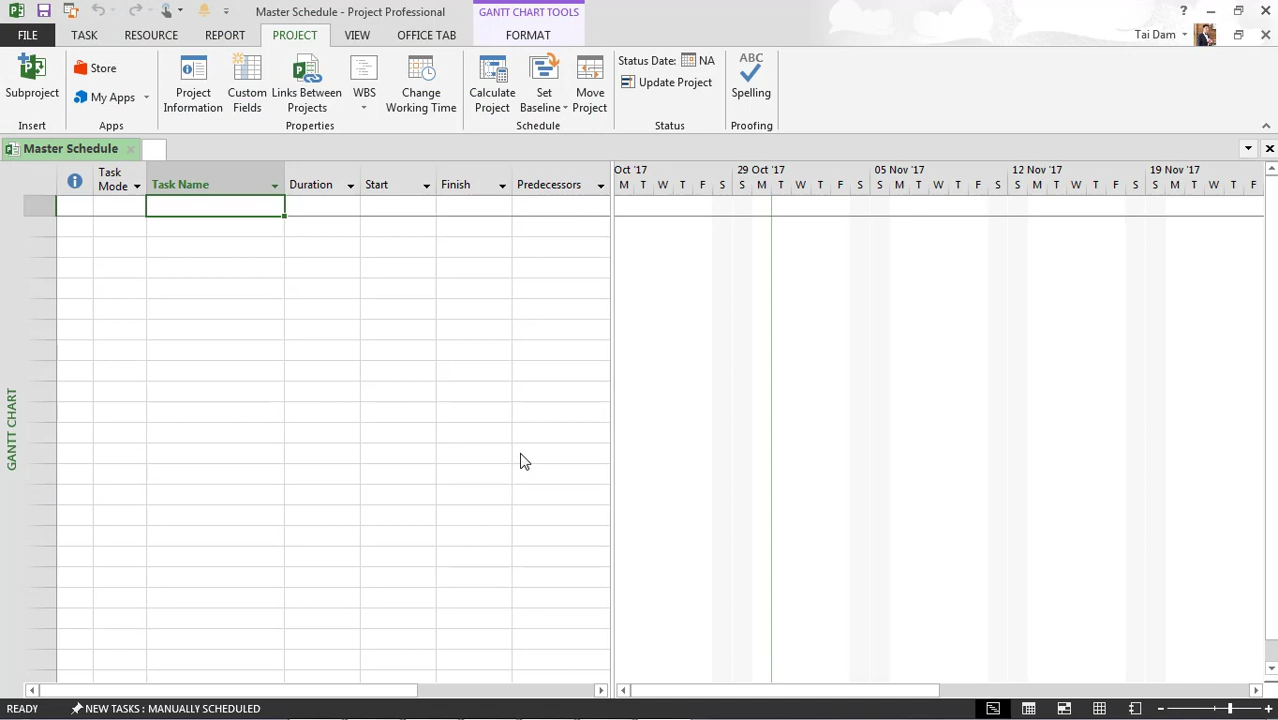 Master Schedule - Project Professional
GANTT CHART TOOLS
?
FILE TASK RESOURCE REPORT PROJECT VIEW OFFICE TAB FORMAT
Tai Dam
Subproject
Store
My Apps
Project Information
Custom Fields
Links Between Projects
WBS
Change Working Time
Calculate Project
Set Baseline
Move Project
Status Date: NA
Update Project
ABC
Spelling
Insert Apps Properties Schedule Status Proofing
Master Schedule
Task Mode
Task Name Duration Start Finish Predecessors
Oct '17 29 Oct '17 05 Nov '17 12 Nov '17 19 Nov '17
M T W T F S S M T W T F S S M T W T F S S M T W T F S S M T W T F
GANTT CHART
READY NEW TASKS : MANUALLY SCHEDULED